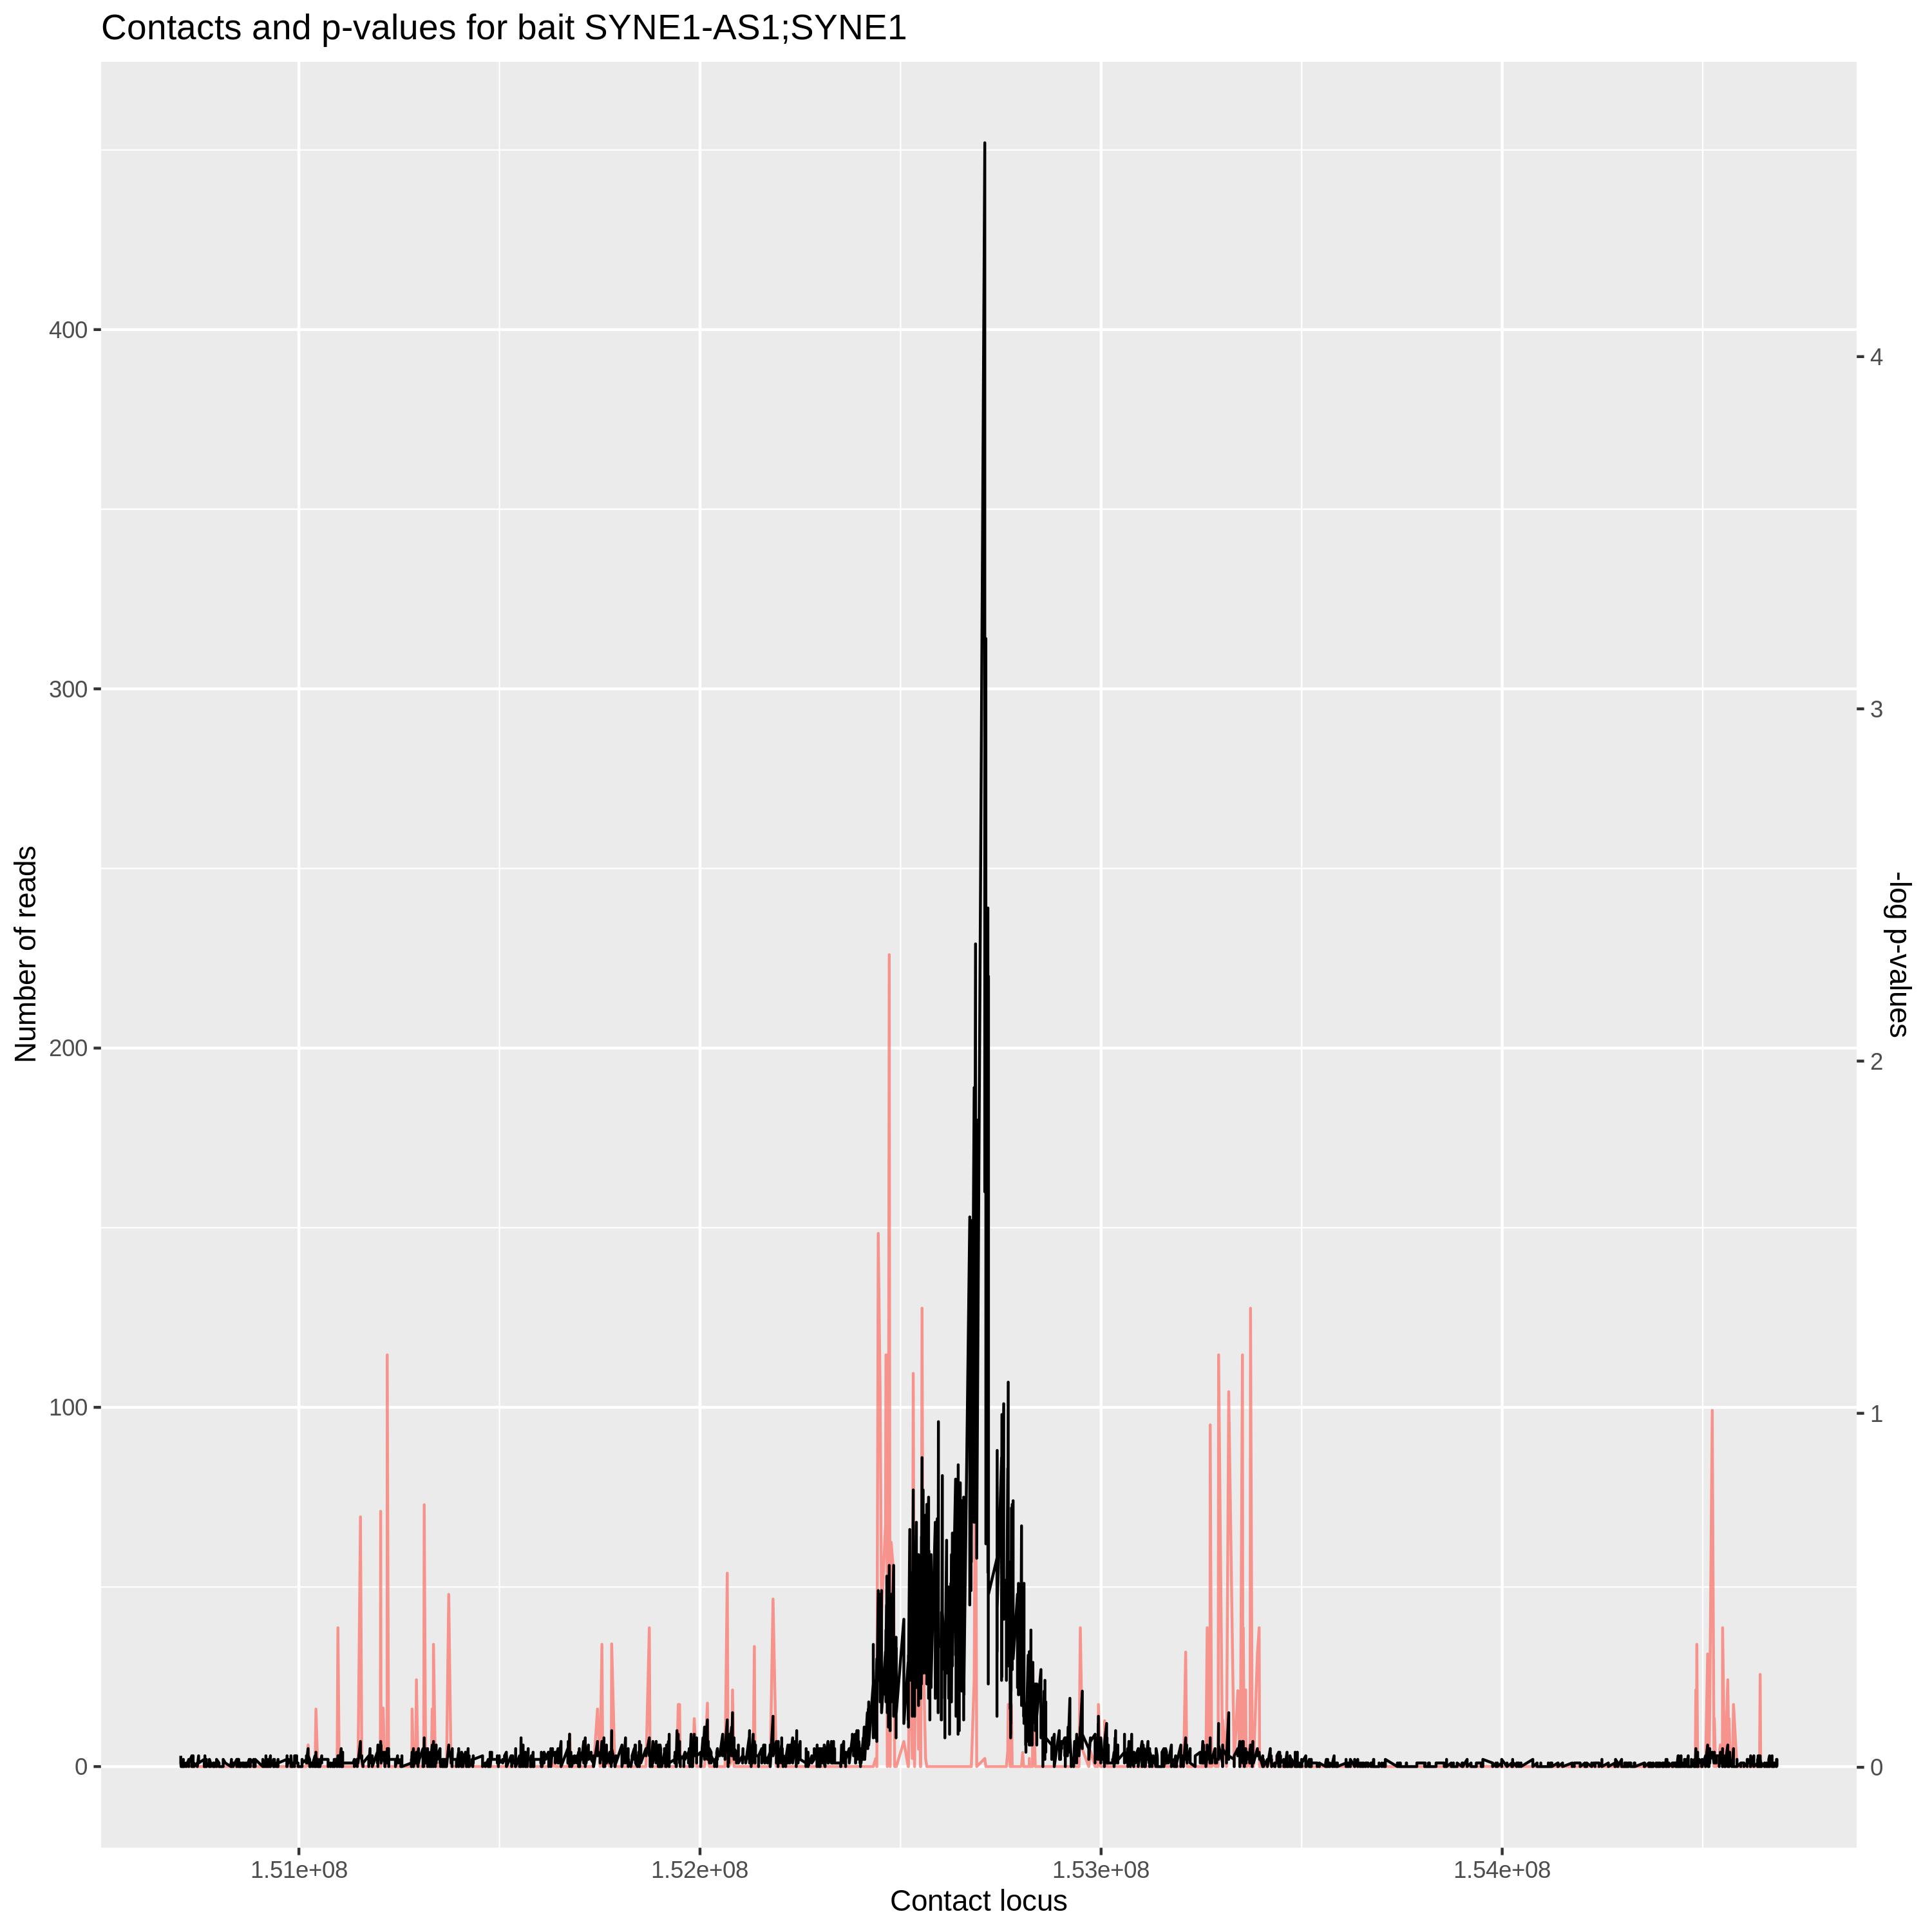 Contacts and p-values for bait SYNE1-AS1;SYNE1
400
300
200
100
0
Number of reads
4
3
2
1
0
-log p-values
1.51e+08
1.52e+08
1.53e+08
1.54e+08
Contact locus